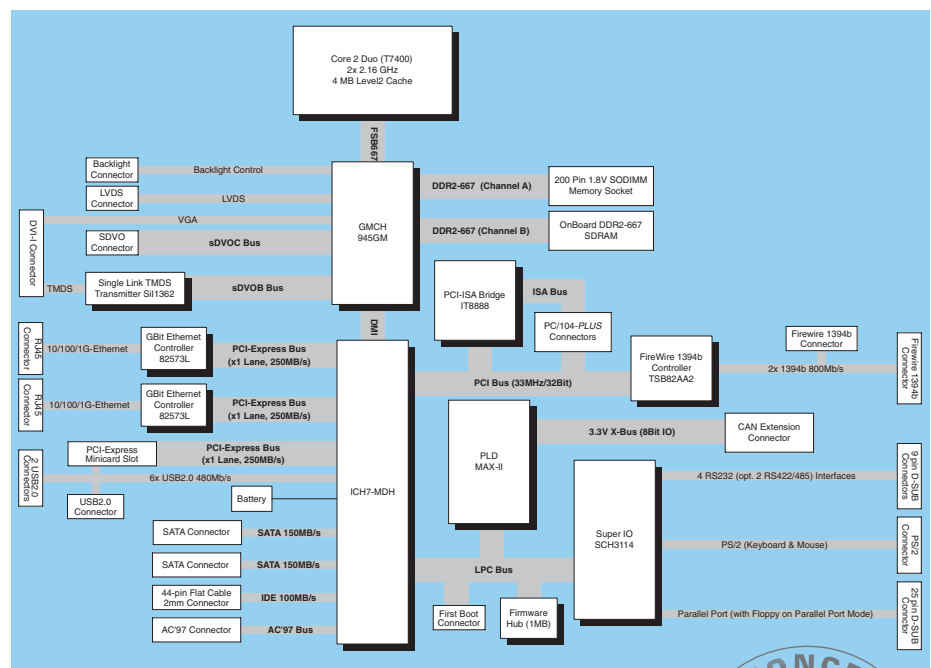 Core 2 Duo (T7400)
2x 2.16 GHz
4 MB Level2 Cache
FSB667
Backlight
Connector
Backlight Control
LVDS
Connector
LVDS
VGA
DVI-I Connector
SDVO
Connector
sDVOC Bus
TMDS
Single Link TMDS
Transmitter Sil1362
sDVOB Bus
GMCH
945GM
DDR2-667 (Channel A)
200 Pin 1.8V SODIMM
Memory Socket
DDR2-667 (Channel B)
OnBoard DDR2-667
SDRAM
DMI
PCI-ISA Bridge
IT8888
ISA Bus
PC/104-PLUS
Connectors
RJ45
Connector
10/100/1G-Ethernet
GBit Ethernet
Controller
82573L
PCI-Express Bus
(x1 Lane, 250MB/s)
PCI Bus (33MHz/32Bit)
FireWire 1394b
Controller
TSB82AA2
Firewire 1394b
Connector
2x 1394b 800Mb/s
Firewire 1394b
Connector
RJ45
Connector
10/100/1G-Ethernet
GBit Ethernet
Controller
82573L
PCI-Express Bus
(x1 Lane, 250MB/s)
PCI-Express
Minicard Slot
PCI-Express Bus
(x1 Lane, 250MB/s)
2 USB2.0
Connectors
6x USB2.0 480Mb/s
USB2.0
Connector
Battery
ICH7-MDH
PLD
MAX-II
3.3V X-Bus (8Bit IO)
CAN Extension
Connector
Super IO
SCH3114
4 RS232 (opt. 2 RS422/485) Interfaces
9 pin D-SUB
Connectors
PS/2 (Keyboard & Mouse)
PS/2
Connector
Parallel Port (with Floppy on Parallel Port Mode)
25 pin D-SUB
Conncetor
SATA Connector
SATA 150MB/s
SATA Connector
SATA 150MB/s
44-pin Flat Cable
2mm Connector
IDE 100MB/s
AC'97 Connector
AC'97 Bus
LPC Bus
First Boot
Connector
Firmware
Hub (1MB)